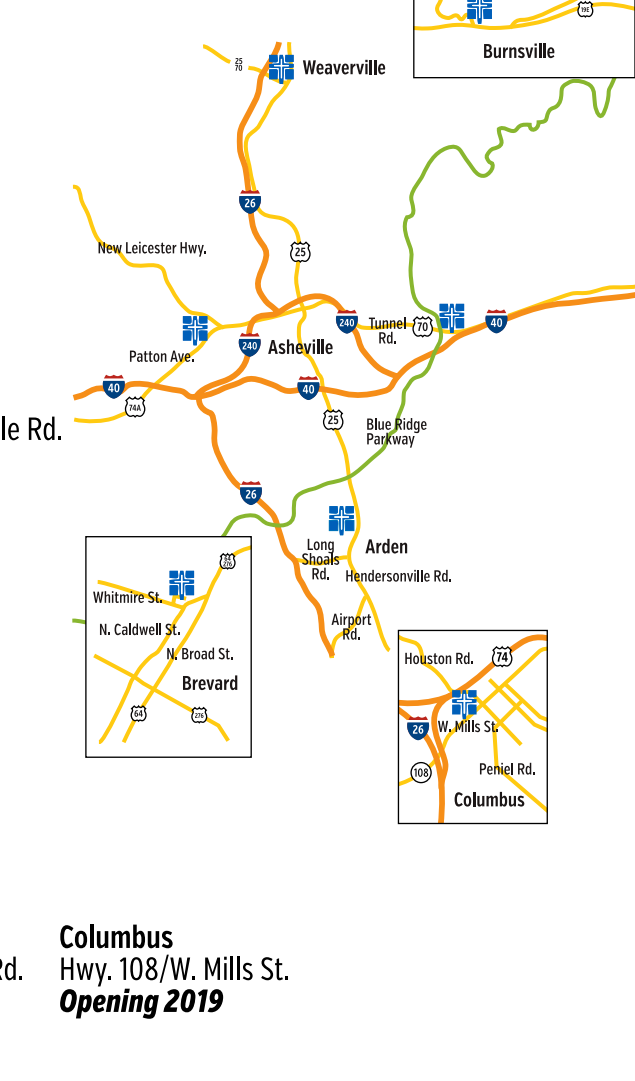 19E
Burnsville
25
70
Weaverville
26
New Leicester Hwy.
25
240
Tunnel
Rd.
70
40
Patton Ave.
240
Asheville
40
40
74A
25
le Rd.
Blue Ridge
Parkway
26
Long
Shoals
Rd.
Arden
Hendersonville Rd.
Airport
Rd.
64
276
Whitmire St.
N. Caldwell St.
N. Broad St.
Brevard
64
276
Houston Rd.
74
26
W. Mills St.
108
Peniel Rd.
Columbus
Columbus
Rd.
Hwy. 108/W. Mills St.
Opening 2019